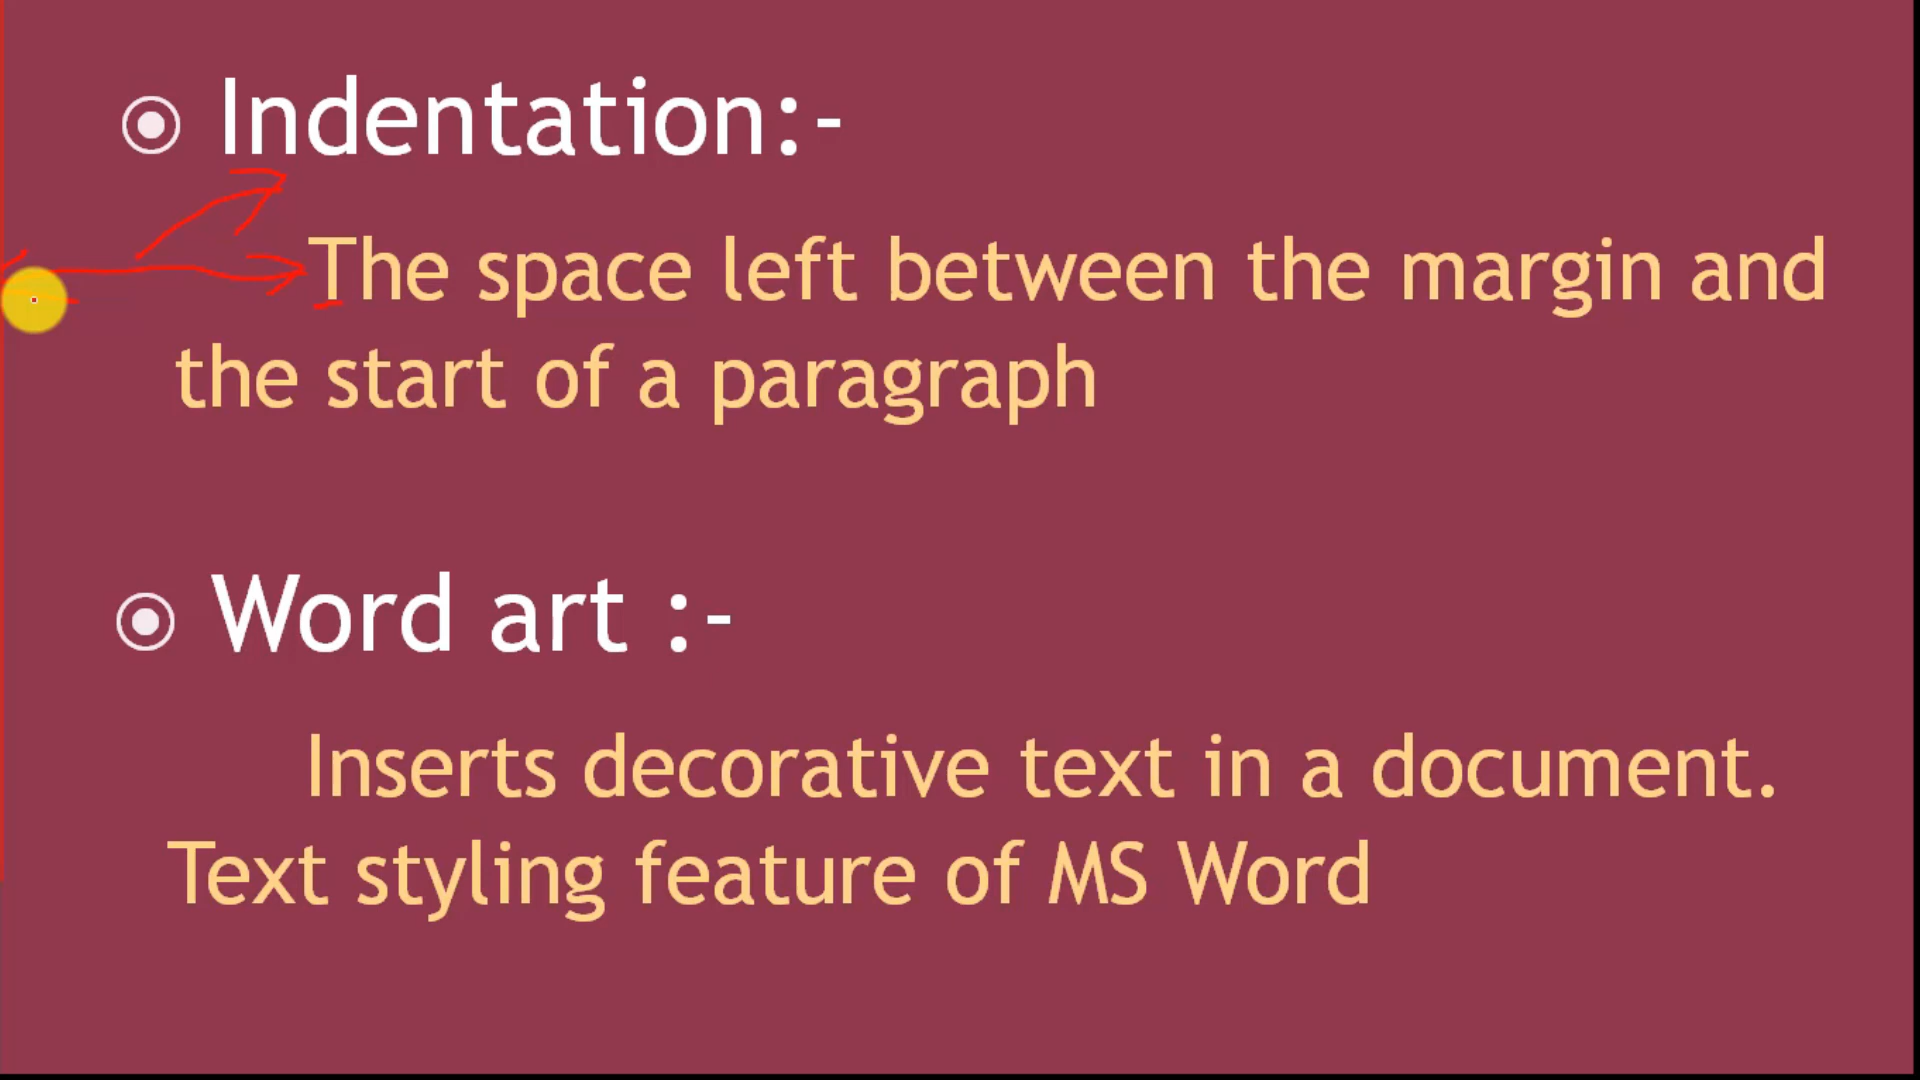 Indentation:-
The space left between the margin and
the start of a paragraph
Word art :-
Inserts decorative text in a document.
Text styling feature of MS Word